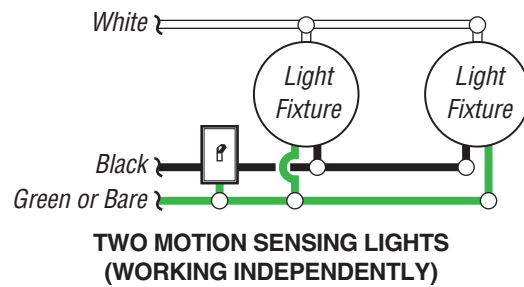 White
Light
Fixture
Light
Fixture
Black
Green or Bare
TWO MOTION SENSING LIGHTS
(WORKING INDEPENDENTLY)